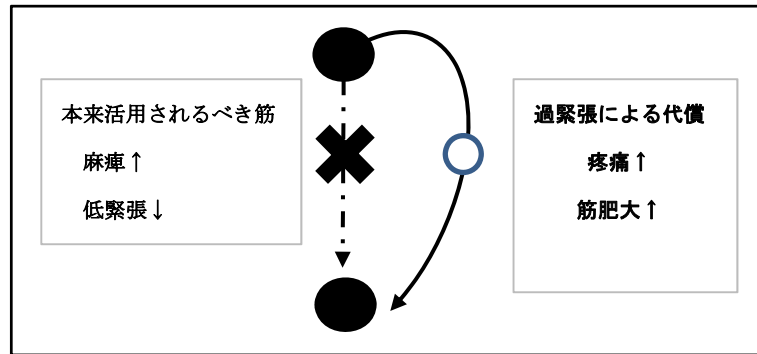 本来活用されるべき筋
麻痺↑
低緊張↓
過緊張による代償
疼痛↑
筋肥大↑